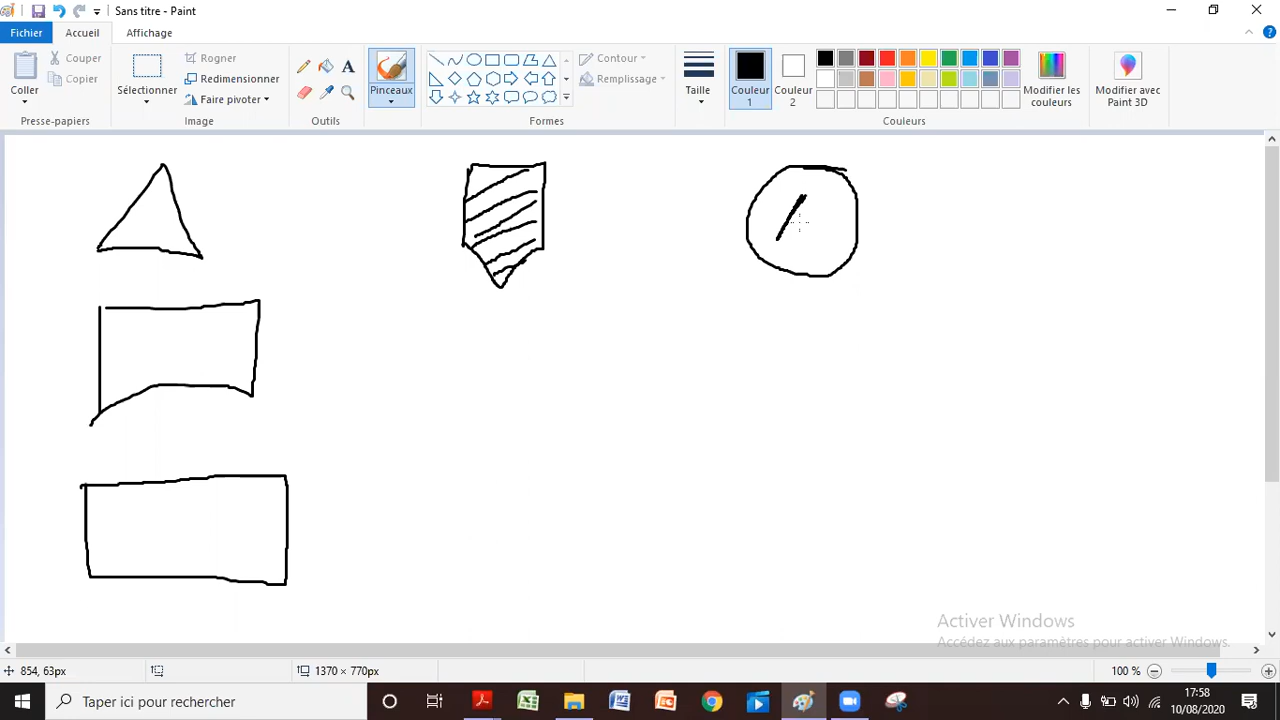 Sans titre - Paint
Fichier Accueil Affichage
Coller
Couper
Copier
Presse-papiers
Sélectionner
Rogner
Redimensionner
Faire pivoter
Image
A
Outils
Pinceaux
Contour
Remplissage
Formes
Taille
Couleur 1
Couleur 2
Modifier les couleurs
Couleurs
Modifier avec Paint 3D
Activer Windows
Accédez aux paramètres pour activer Windows.
854, 63px
1370 × 770px
100 %
Taper ici pour rechercher
17:58
10/08/2020